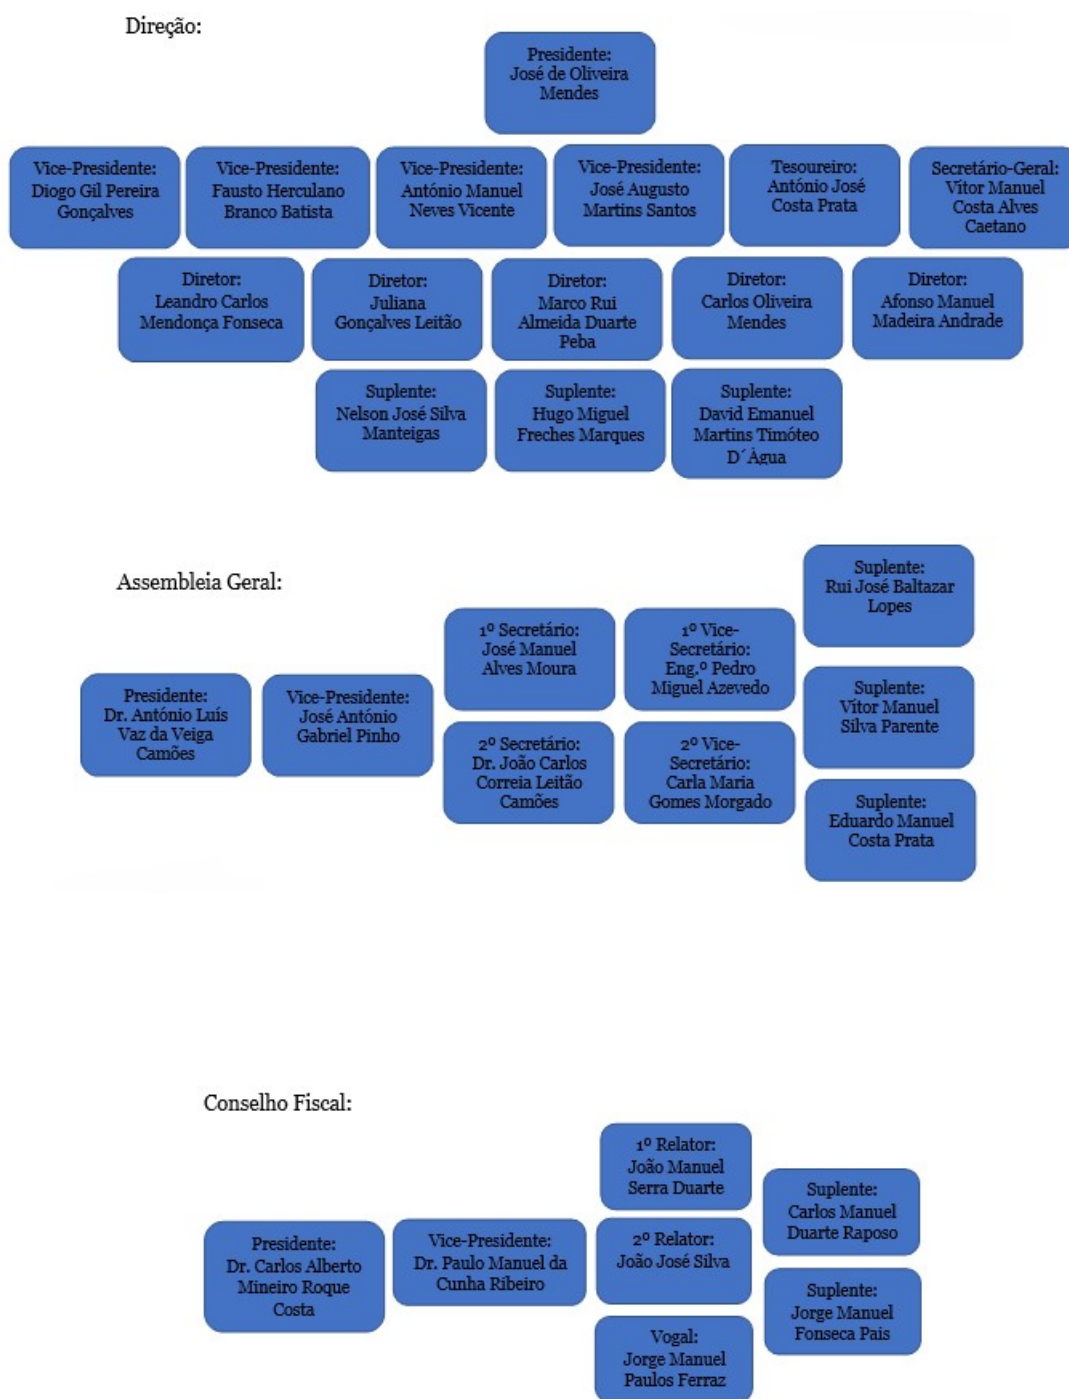 Direção:
Presidente:
José de Oliveira
Mendes
Vice-Presidente:
Diogo Gil Pereira
Gonçalves
Vice-Presidente:
Fausto Herculano
Branco Batista
Vice-Presidente:
António Manuel
Neves Vicente
Vice-Presidente:
José Augusto
Martins Santos
Tesoureiro:
António José
Costa Prata
Secretário-Geral:
Vítor Manuel
Costa Alves
Caetano
Diretor:
Leandro Carlos
Mendonça Fonseca
Diretor:
Juliana
Gonçalves Leitão
Diretor:
Marco Rui
Almeida Duarte
Peba
Diretor:
Carlos Oliveira
Mendes
Diretor:
Afonso Manuel
Madeira Andrade
Suplente:
Nelson José Silva
Manteigas
Suplente:
Hugo Miguel
Freches Marques
Suplente:
David Emanuel
Martins Timóteo
D´Àgua
Assembleia Geral:
Presidente:
Dr. António Luís
Vaz da Veiga
Camões
Vice-Presidente:
José António
Gabriel Pinho
1º Secretário:
José Manuel
Alves Moura
2º Secretário:
Dr. João Carlos
Correia Leitão
Camões
1º Vice-
Secretário:
Eng.º Pedro
Miguel Azevedo
2º Vice-
Secretário:
Carla Maria
Gomes Morgado
Suplente:
Rui José Baltazar
Lopes
Suplente:
Vítor Manuel
Silva Parente
Suplente:
Eduardo Manuel
Costa Prata
Conselho Fiscal:
Presidente:
Dr. Carlos Alberto
Mineiro Roque
Costa
Vice-Presidente:
Dr. Paulo Manuel da
Cunha Ribeiro
1º Relator:
João Manuel
Serra Duarte
2º Relator:
João José Silva
Vogal:
Jorge Manuel
Paulos Ferraz
Suplente:
Carlos Manuel
Duarte Raposo
Suplente:
Jorge Manuel
Fonseca Pais